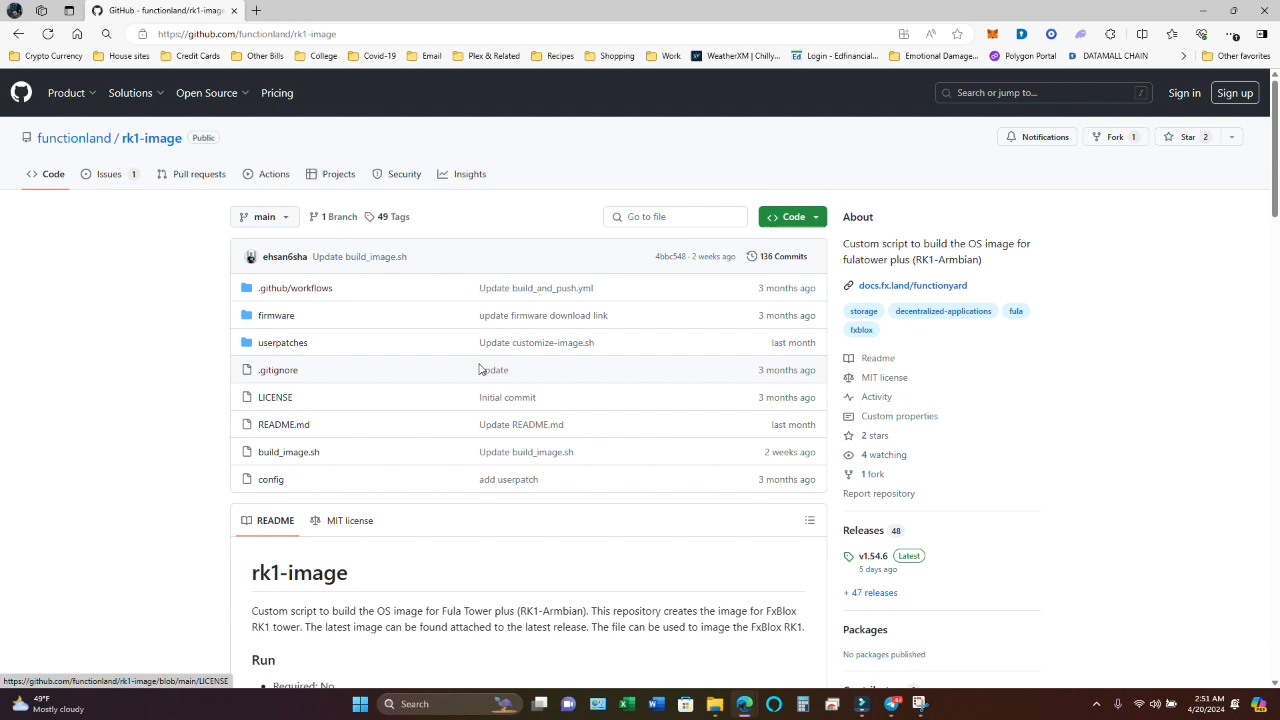 GitHub - functionland/rk1-image
https://github.com/functionland/rk1-image
Crypto Currency
House sites
Credit Cards
Other Bills
College
Covid-19
Email
Plex & Related
Recipes
Shopping
Work
WeatherXM | Chilly...
Login - Edfinancial...
Emotional Damage...
Polygon Portal
DATAMALL CHAIN
Other favorites
Product
Solutions
Open Source
Pricing
Search or jump to...
/
Sign in
Sign up
functionland / rk1-image Public
Notifications
Fork 1
Star 2
Code
Issues 1
Pull requests
Actions
Projects
Security
Insights
main
1 Branch
49 Tags
Go to file
Code
ehsan6sha Update build_image.sh 4bbc548 · 2 weeks ago 136 Commits
.github/workflows Update build_and_push.yml 3 months ago
firmware update firmware download link 3 months ago
userpatches Update customize-image.sh last month
.gitignore update 3 months ago
LICENSE Initial commit 3 months ago
README.md Update README.md last month
build_image.sh Update build_image.sh 2 weeks ago
config add userpatch 3 months ago
README
MIT license
rk1-image
Custom script to build the OS image for Fula Tower plus (RK1-Armbian). This repository creates the image for FxBlox
RK1 tower. The latest image can be found attached to the latest release. The file can be used to image the FxBlox RK1.
Run
Required: No
About
Custom script to build the OS image for
fulatower plus (RK1-Armbian)
docs.fx.land/functionyard
storage
decentralized-applications
fula
fxblox
Readme
MIT license
Activity
Custom properties
2 stars
4 watching
1 fork
Report repository
Releases 48
v1.54.6 Latest
5 days ago
+ 47 releases
Packages
No packages published
https://github.com/functionland/rk1-image/blob/main/LICENSE
49°F
Mostly cloudy
Search
2:51 AM
4/20/2024